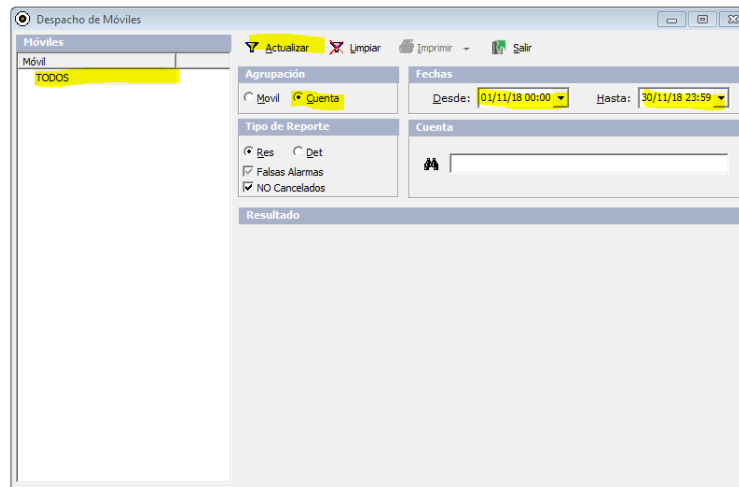 Despacho de Móviles
Móviles
Móvil
TODOS
Actualizar Limpiar Imprimir Salir
Agrupación
Movil Cuenta
Fechas
Desde: 01/11/18 00:00 Hasta: 30/11/18 23:59
Tipo de Reporte
Res Det
Falsas Alarmas
NO Cancelados
Cuenta
Resultado